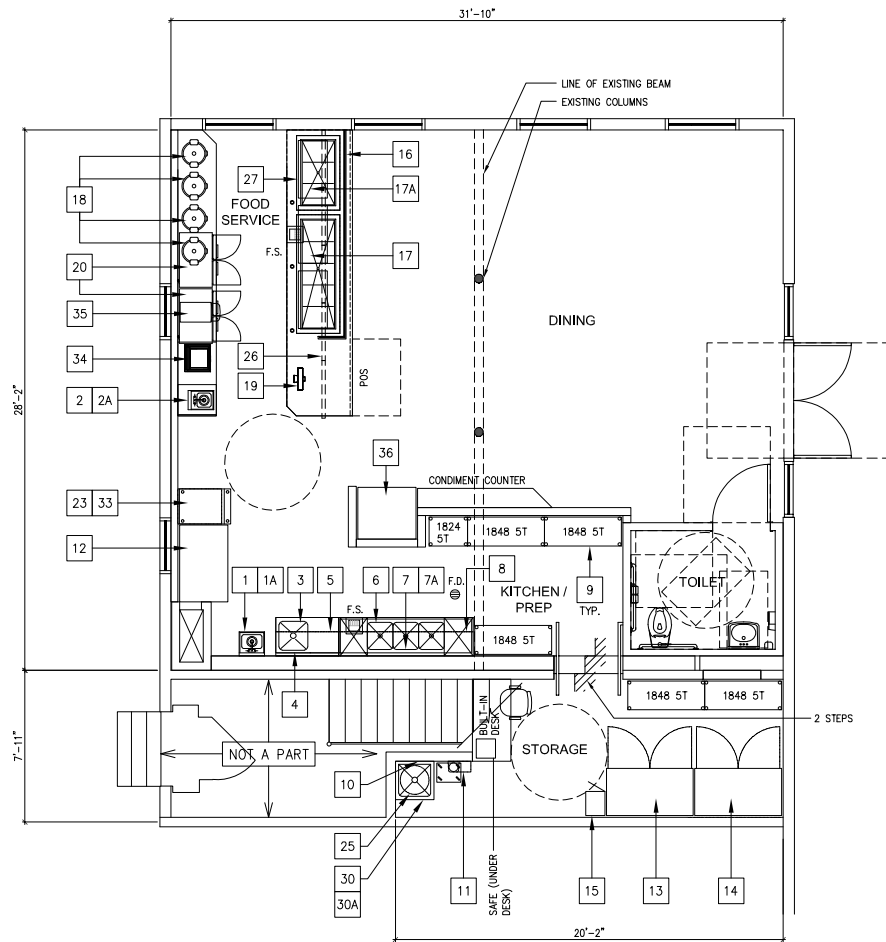 31'-10"
LINE OF EXISTING BEAM
EXISTING COLUMNS
16
27
17A
FOOD
SERVICE
18
F.S.
17
20
DINING
35
34
26
19
POS
2 2A
28'-2"
36
CONDIMENT COUNTER
23 33
1824
5T
1848 5T
1848 5T
12
1 1A
3
5
6
7 7A
F.D.
8
KITCHEN /
PREP
9
TYP.
TOILET
F.S.
1848 5T
4
1848 5T
1848 5T
2 STEPS
BUILT-IN
DESK
NOT A PART
STORAGE
7'-11"
10
25
30
30A
11
SAFE (UNDER
DESK)
15
13
14
20'-2"